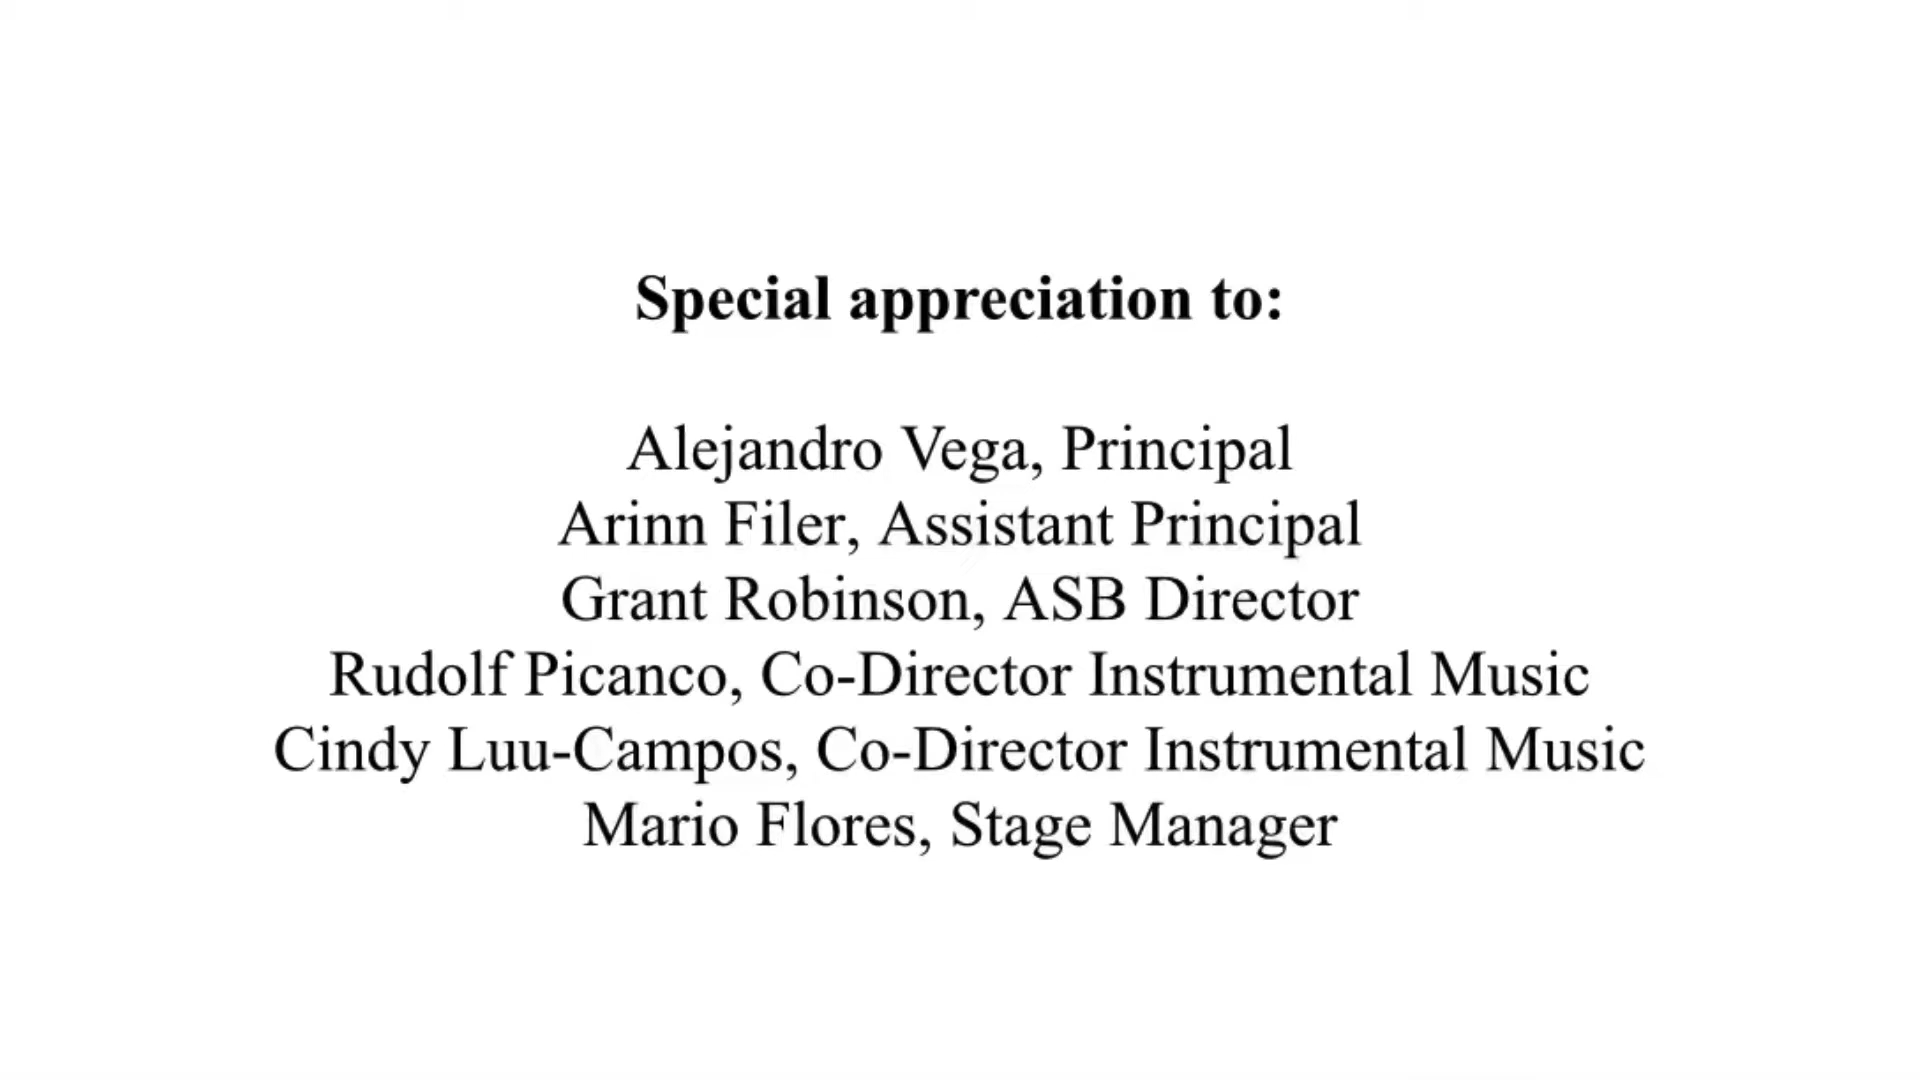 Special appreciation to:
Alejandro Vega, Principal
Arinn Filer, Assistant Principal
Grant Robinson, ASB Director
Rudolf Picanco, Co-Director Instrumental Music
Cindy Luu-Campos, Co-Director Instrumental Music
Mario Flores, Stage Manager